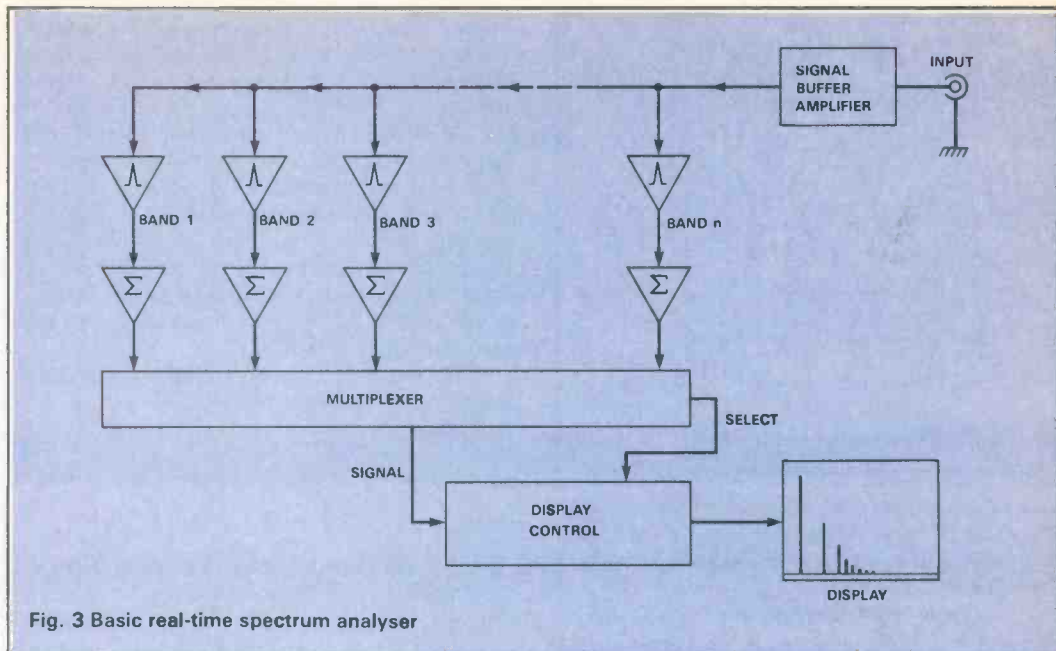 INPUT
SIGNAL
BUFFER
AMPLIFIER
BAND 1
BAND 2
BAND 3
BAND n
Σ
Σ
Σ
Σ
MULTIPLEXER
SELECT
SIGNAL
DISPLAY
CONTROL
DISPLAY
Fig. 3 Basic real-time spectrum analyser